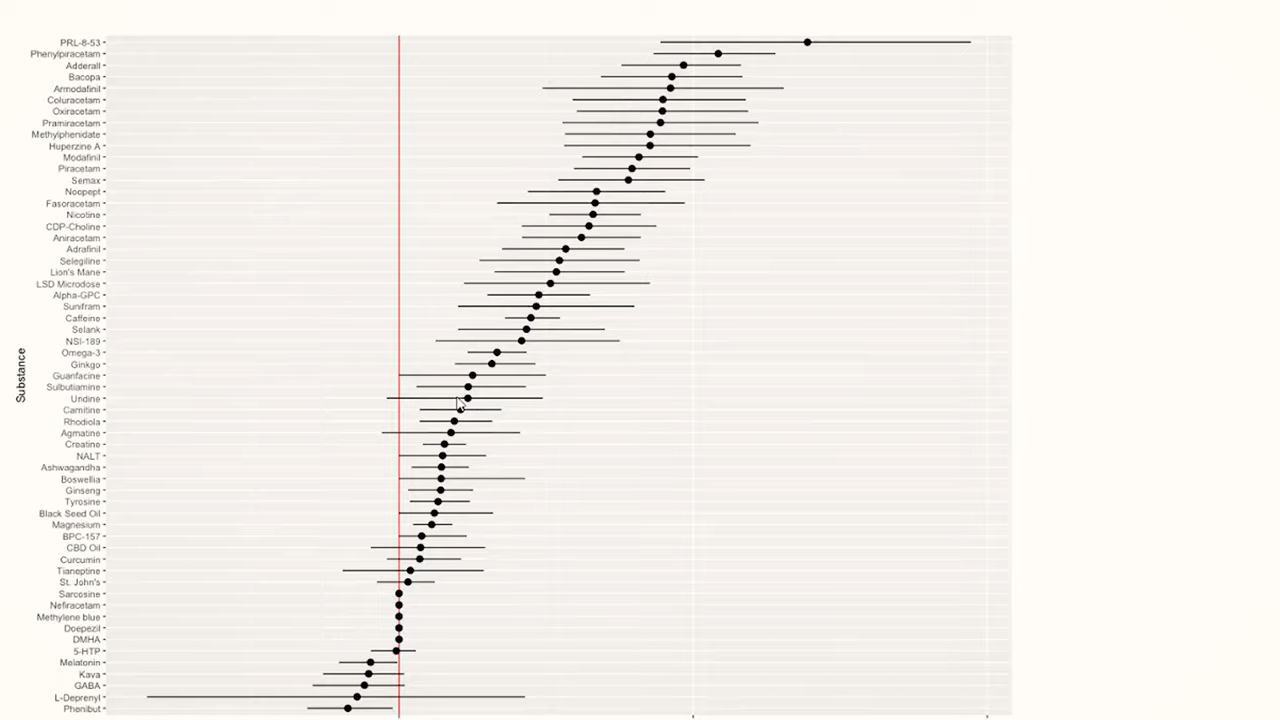 PRL-8-53
Phenylpiracetam
Adderall
Bacopa
Armodafinil
Coluracetam
Oxiracetam
Pramiracetam
Methylphenidate
Huperzine A
Modafinil
Piracetam
Semax
Noopept
Fasoracetam
Nicotine
CDP-Choline
Aniracetam
Adrafinil
Selegiline
Lion's Mane
LSD Microdose
Alpha-GPC
Sunifram
Caffeine
Selank
NSI-189
Omega-3
Ginkgo
Guanfacine
Sulbutiamine
Uridine
Carnitine
Rhodiola
Agmatine
Creatine
NALT
Ashwagandha
Boswellia
Ginseng
Tyrosine
Black Seed Oil
Magnesium
BPC-157
CBD Oil
Curcumin
Tianeptine
St. John's
Sarcosine
Nefiracetam
Methylene blue
Doepezil
DMHA
5-HTP
Melatonin
Kava
GABA
L-Deprenyl
Phenibut
Substance